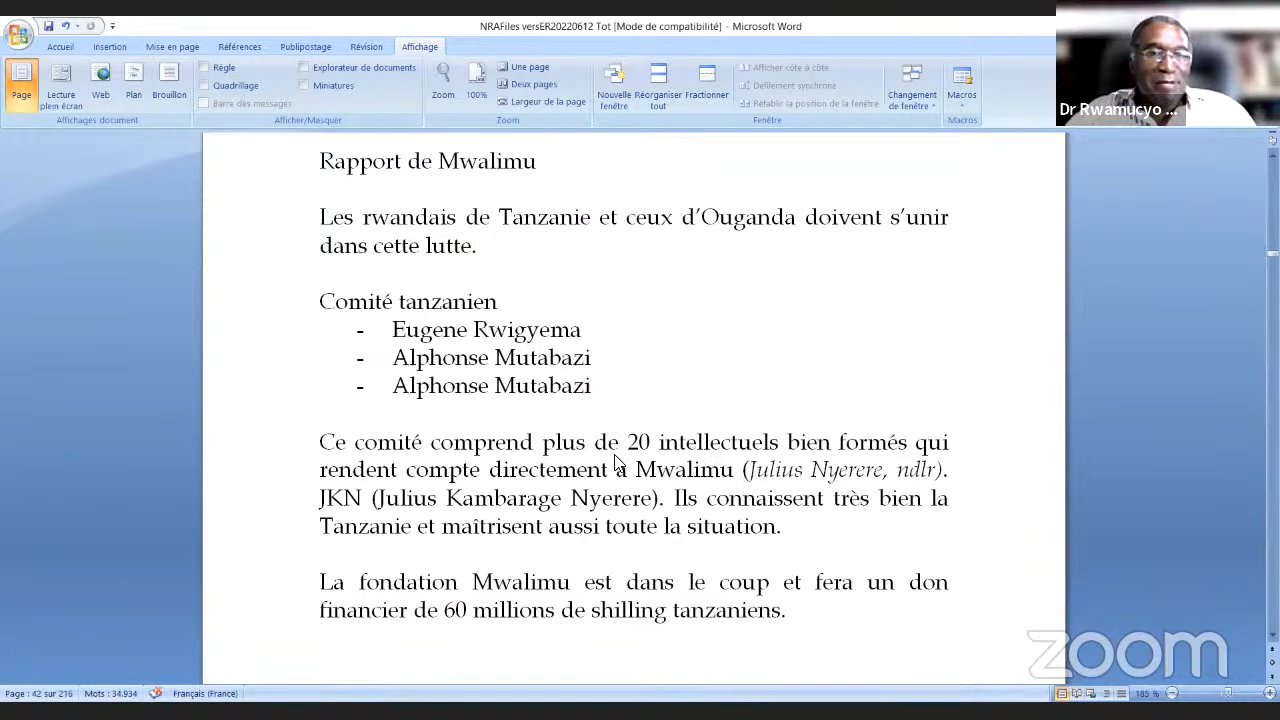 NRAFiles versER20220612 Tot [Mode de compatibilité] - Microsoft Word
Accueil Insertion Mise en page Références Publipostage Révision Affichage
Page Lecture plein écran Web Plan Brouillon
Affichages document
Règle
Quadrillage
Barre des messages
Explorateur de documents
Miniatures
Afficher/Masquer
Zoom 100%
Une page
Deux pages
Largeur de la page
Zoom
Nouvelle fenêtre Réorganiser tout Fractionner
Afficher côte à côte
Défilement synchrone
Rétablir la position de la fenêtre
Changement de fenêtre
Fenêtre
Macros
Macros
Dr Rwamucyo ...
Rapport de Mwalimu
Les rwandais de Tanzanie et ceux d'Ouganda doivent s'unir
dans cette lutte.
Comité tanzanien
- Eugene Rwigyema
- Alphonse Mutabazi
- Alphonse Mutabazi
Ce comité comprend plus de 20 intellectuels bien formés qui
rendent compte directement à Mwalimu (Julius Nyerere, ndlr).
JKN (Julius Kambarage Nyerere). Ils connaissent très bien la
Tanzanie et maîtrisent aussi toute la situation.
La fondation Mwalimu est dans le coup et fera un don
financier de 60 millions de shilling tanzaniens.
zoom
Page : 42 sur 216 Mots : 34.934 Français (France) 185 %